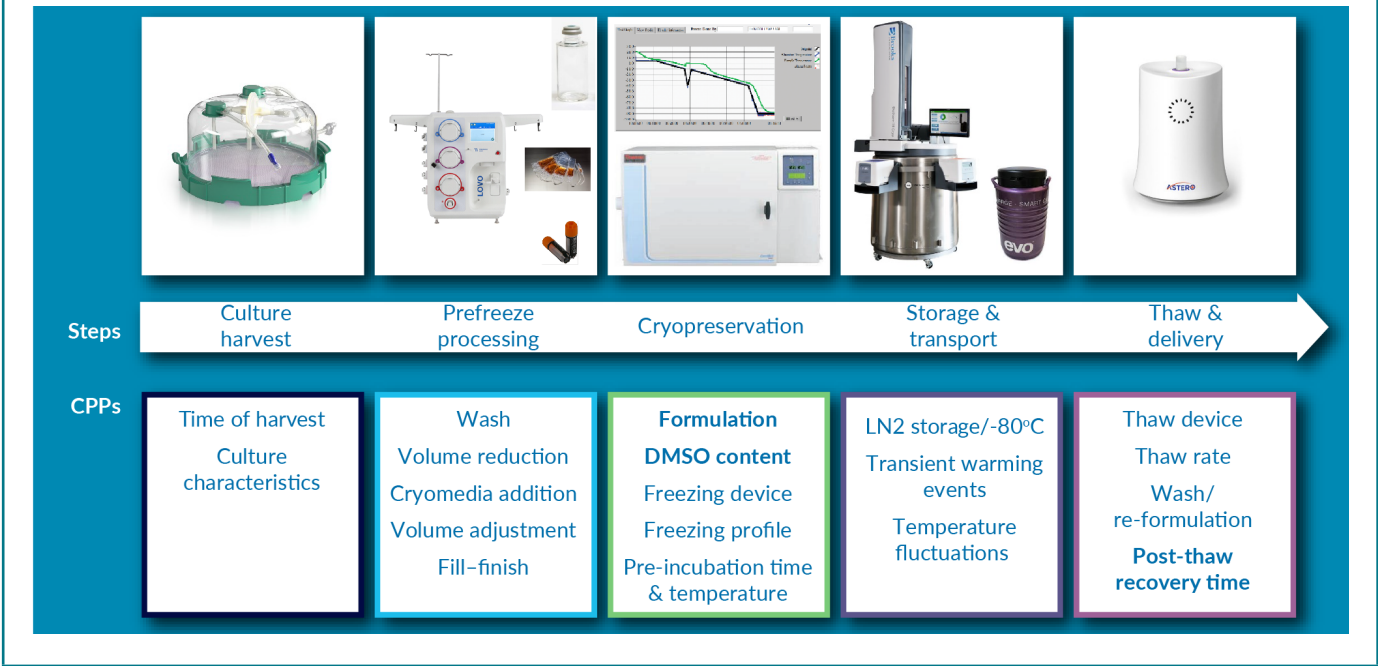 LOVO
RGE SMART C
evo
ASTERO
Steps
Culture
harvest
Prefreeze
processing
Cryopreservation
Storage &
transport
Thaw &
delivery
CPPs
Time of harvest
Culture
characteristics
Wash
Volume reduction
Cryomedia addition
Volume adjustment
Fill–finish
Formulation
DMSO content
Freezing device
Freezing profile
Pre-incubation time
& temperature
LN2 storage/-80ºC
Transient warming
events
Temperature
fluctuations
Thaw device
Thaw rate
Wash/
re-formulation
Post-thaw
recovery time